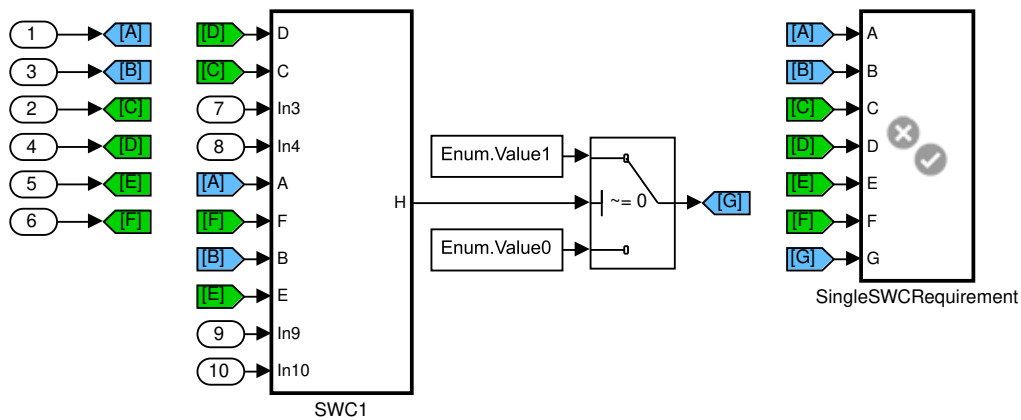 1 [A]
3 [B]
2 [C]
4 [D]
5 [E]
6 [F]
[D] D
[C] C
7 In3
8 In4
[A] A
[F] F
[B] B
[E] E
9 In9
10 In10
H
SWC1
Enum.Value1
~= 0
Enum.Value0
[G]
[A] A
[B] B
[C] C
[D] D
[E] E
[F] F
[G] G
SingleSWCRequirement